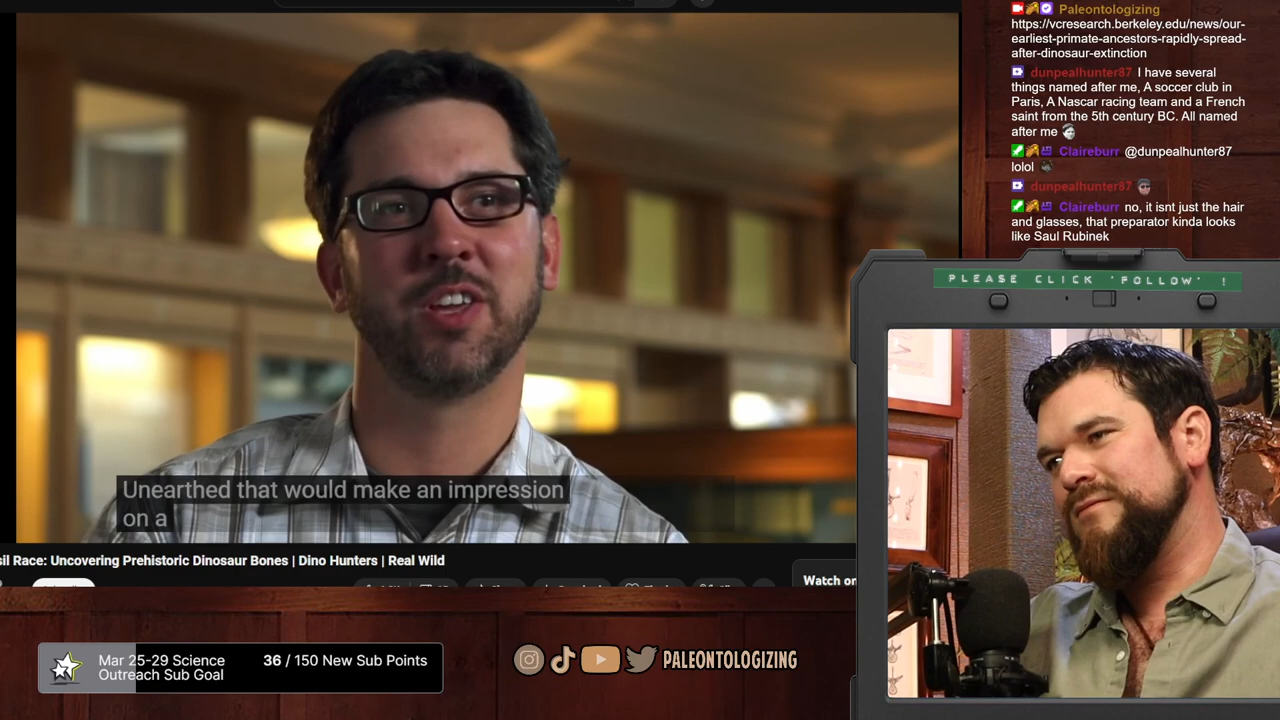 Paleontologizing
https://vcresearch.berkeley.edu/news/our-
earliest-primate-ancestors-rapidly-spread-
after-dinosaur-extinction
dunpealhunter87 I have several
things named after me, A soccer club in
Paris, A Nascar racing team and a French
saint from the 5th century BC. All named
after me
Claireburr @dunpealhunter87
lolol
dunpealhunter87
Claireburr no, it isnt just the hair
and glasses, that preparator kinda looks
like Saul Rubinek
PLEASE CLICK 'FOLLOW' !
Unearthed that would make an impression
on a
sil Race: Uncovering Prehistoric Dinosaur Bones | Dino Hunters | Real Wild
Watch on
Mar 25-29 Science
Outreach Sub Goal
36 / 150 New Sub Points
PALEONTOLOGIZING